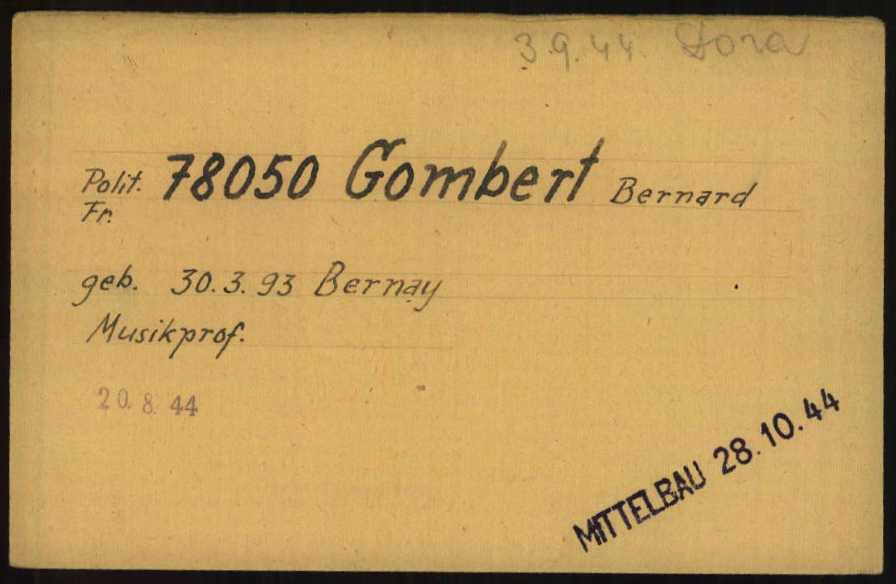 3.9.44. Dora
Polit. 78050 Gombert Bernard
Fr.
geb. 30.3.93 Bernay
Musikprof.
20.8.44
MITTELBAU 28.10.44